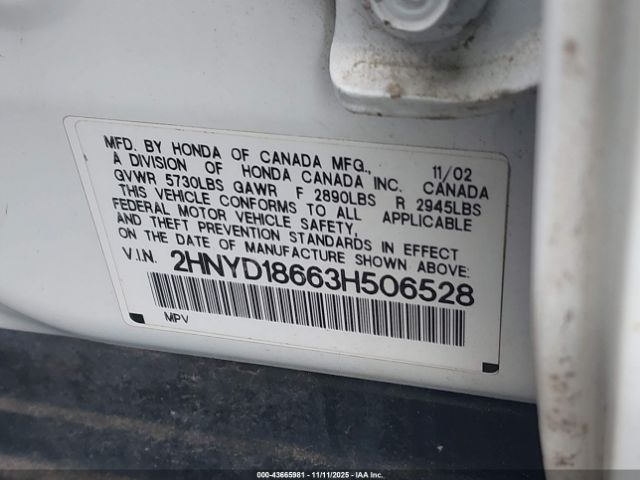 MFD. BY HONDA OF CANADA MFG., 11/02
A DIVISION OF HONDA CANADA INC. CANADA
GVWR 5730LBS GAWR F 2890LBS R 2945LBS
THIS VEHICLE CONFORMS TO ALL APPLICABLE
FEDERAL MOTOR VEHICLE SAFETY,
AND THEFT PREVENTION STANDARDS IN EFFECT
ON THE DATE OF MANUFACTURE SHOWN ABOVE:
V.I.N. 2HNYD18663H506528
MPV
000-43665981 - 11/11/2025 - IAA Inc.